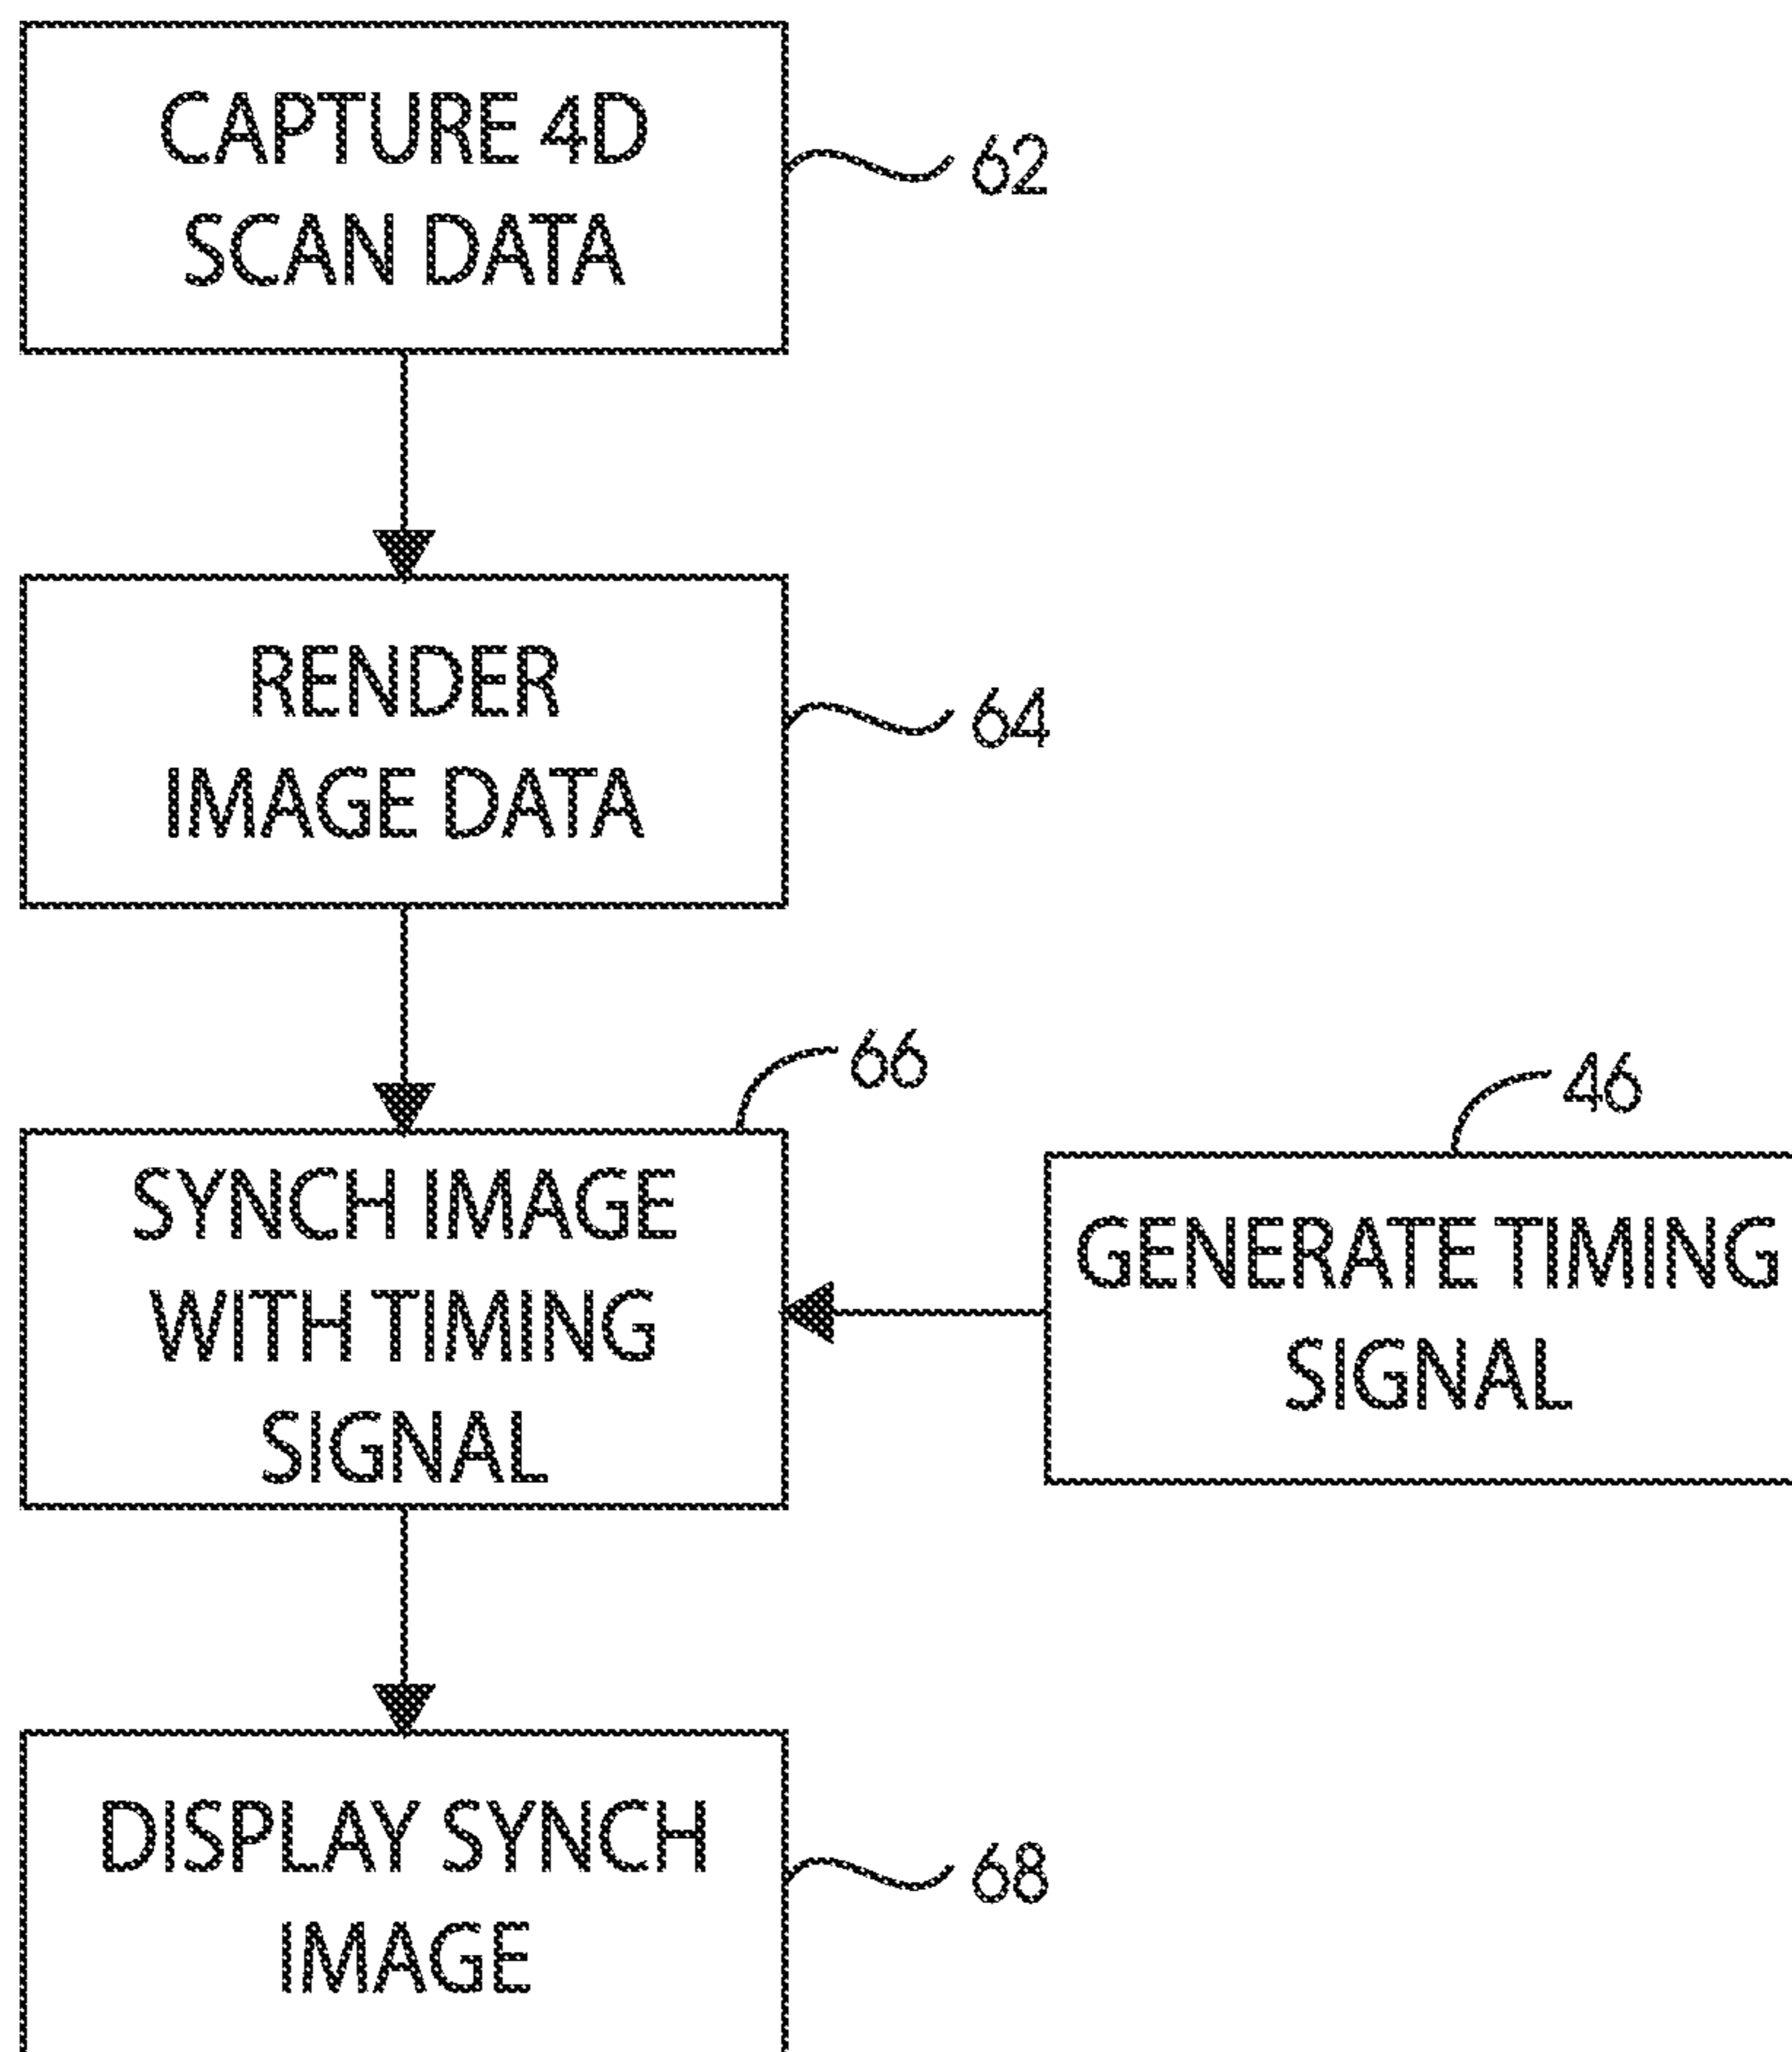 CAPTURE 4D
SCAN DATA
62
RENDER
IMAGE DATA
64
66
SYNCH IMAGE
WITH TIMING
SIGNAL
46
GENERATE TIMING
SIGNAL
DISPLAY SYNCH
IMAGE
68